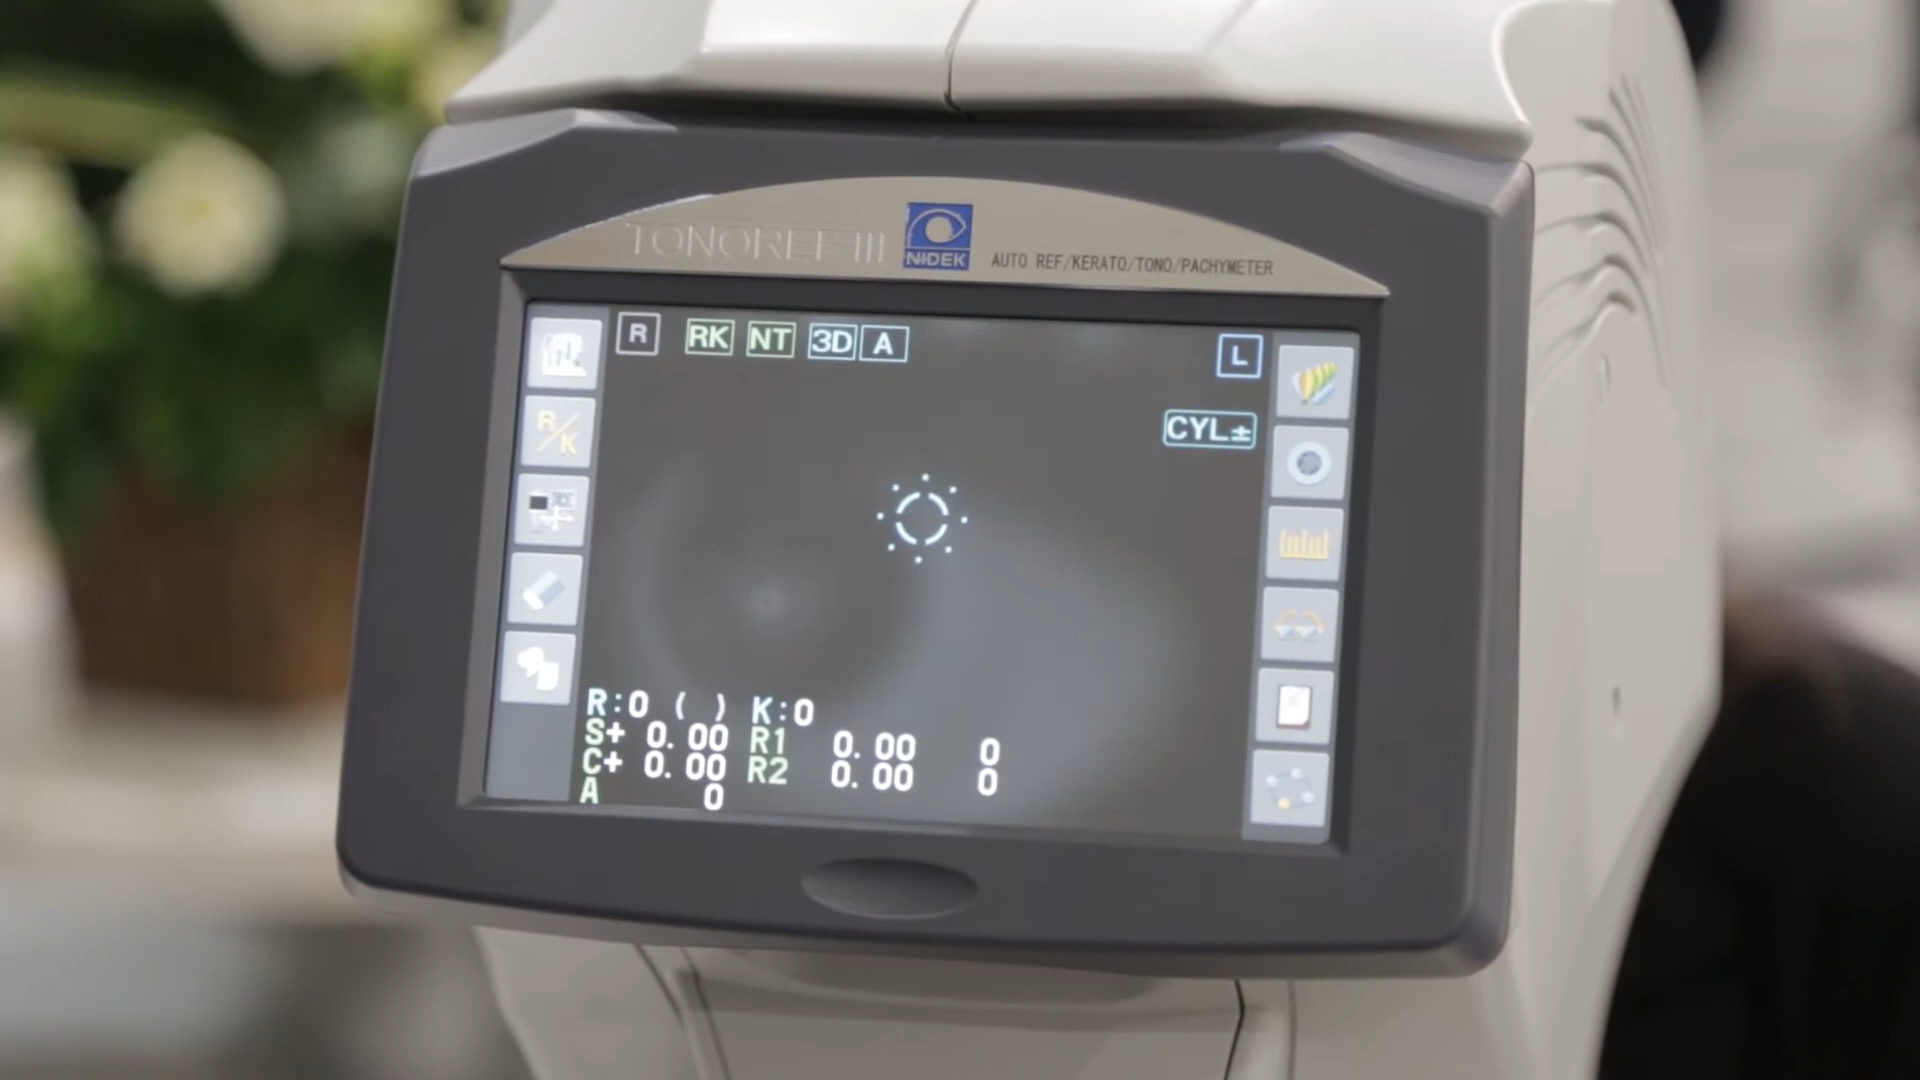 TONOREF III
NIDEK
AUTO REF/KERATO/TONO/PACHYMETER
R RK NT 3D A L
CYL±
R/K
R:0 ( ) K:0
S+ 0.00 R1 0.00 0
C+ 0.00 R2 0.00 0
A 0